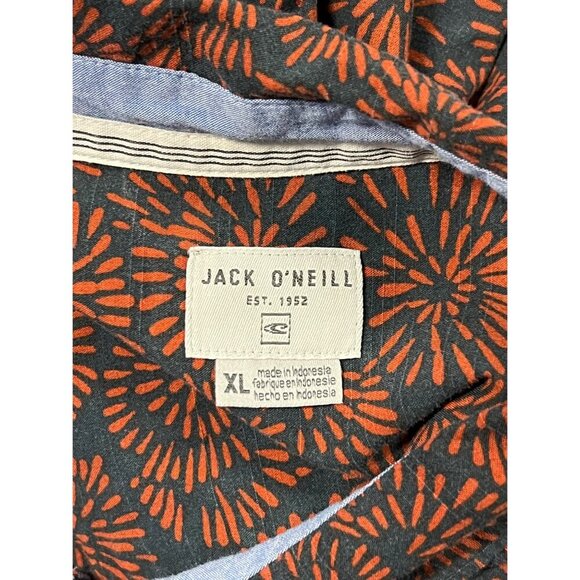 JACK O'NEILL
EST. 1952
XL
made in Indonesia
fabrique en Indonesie
hecho en Indonesia